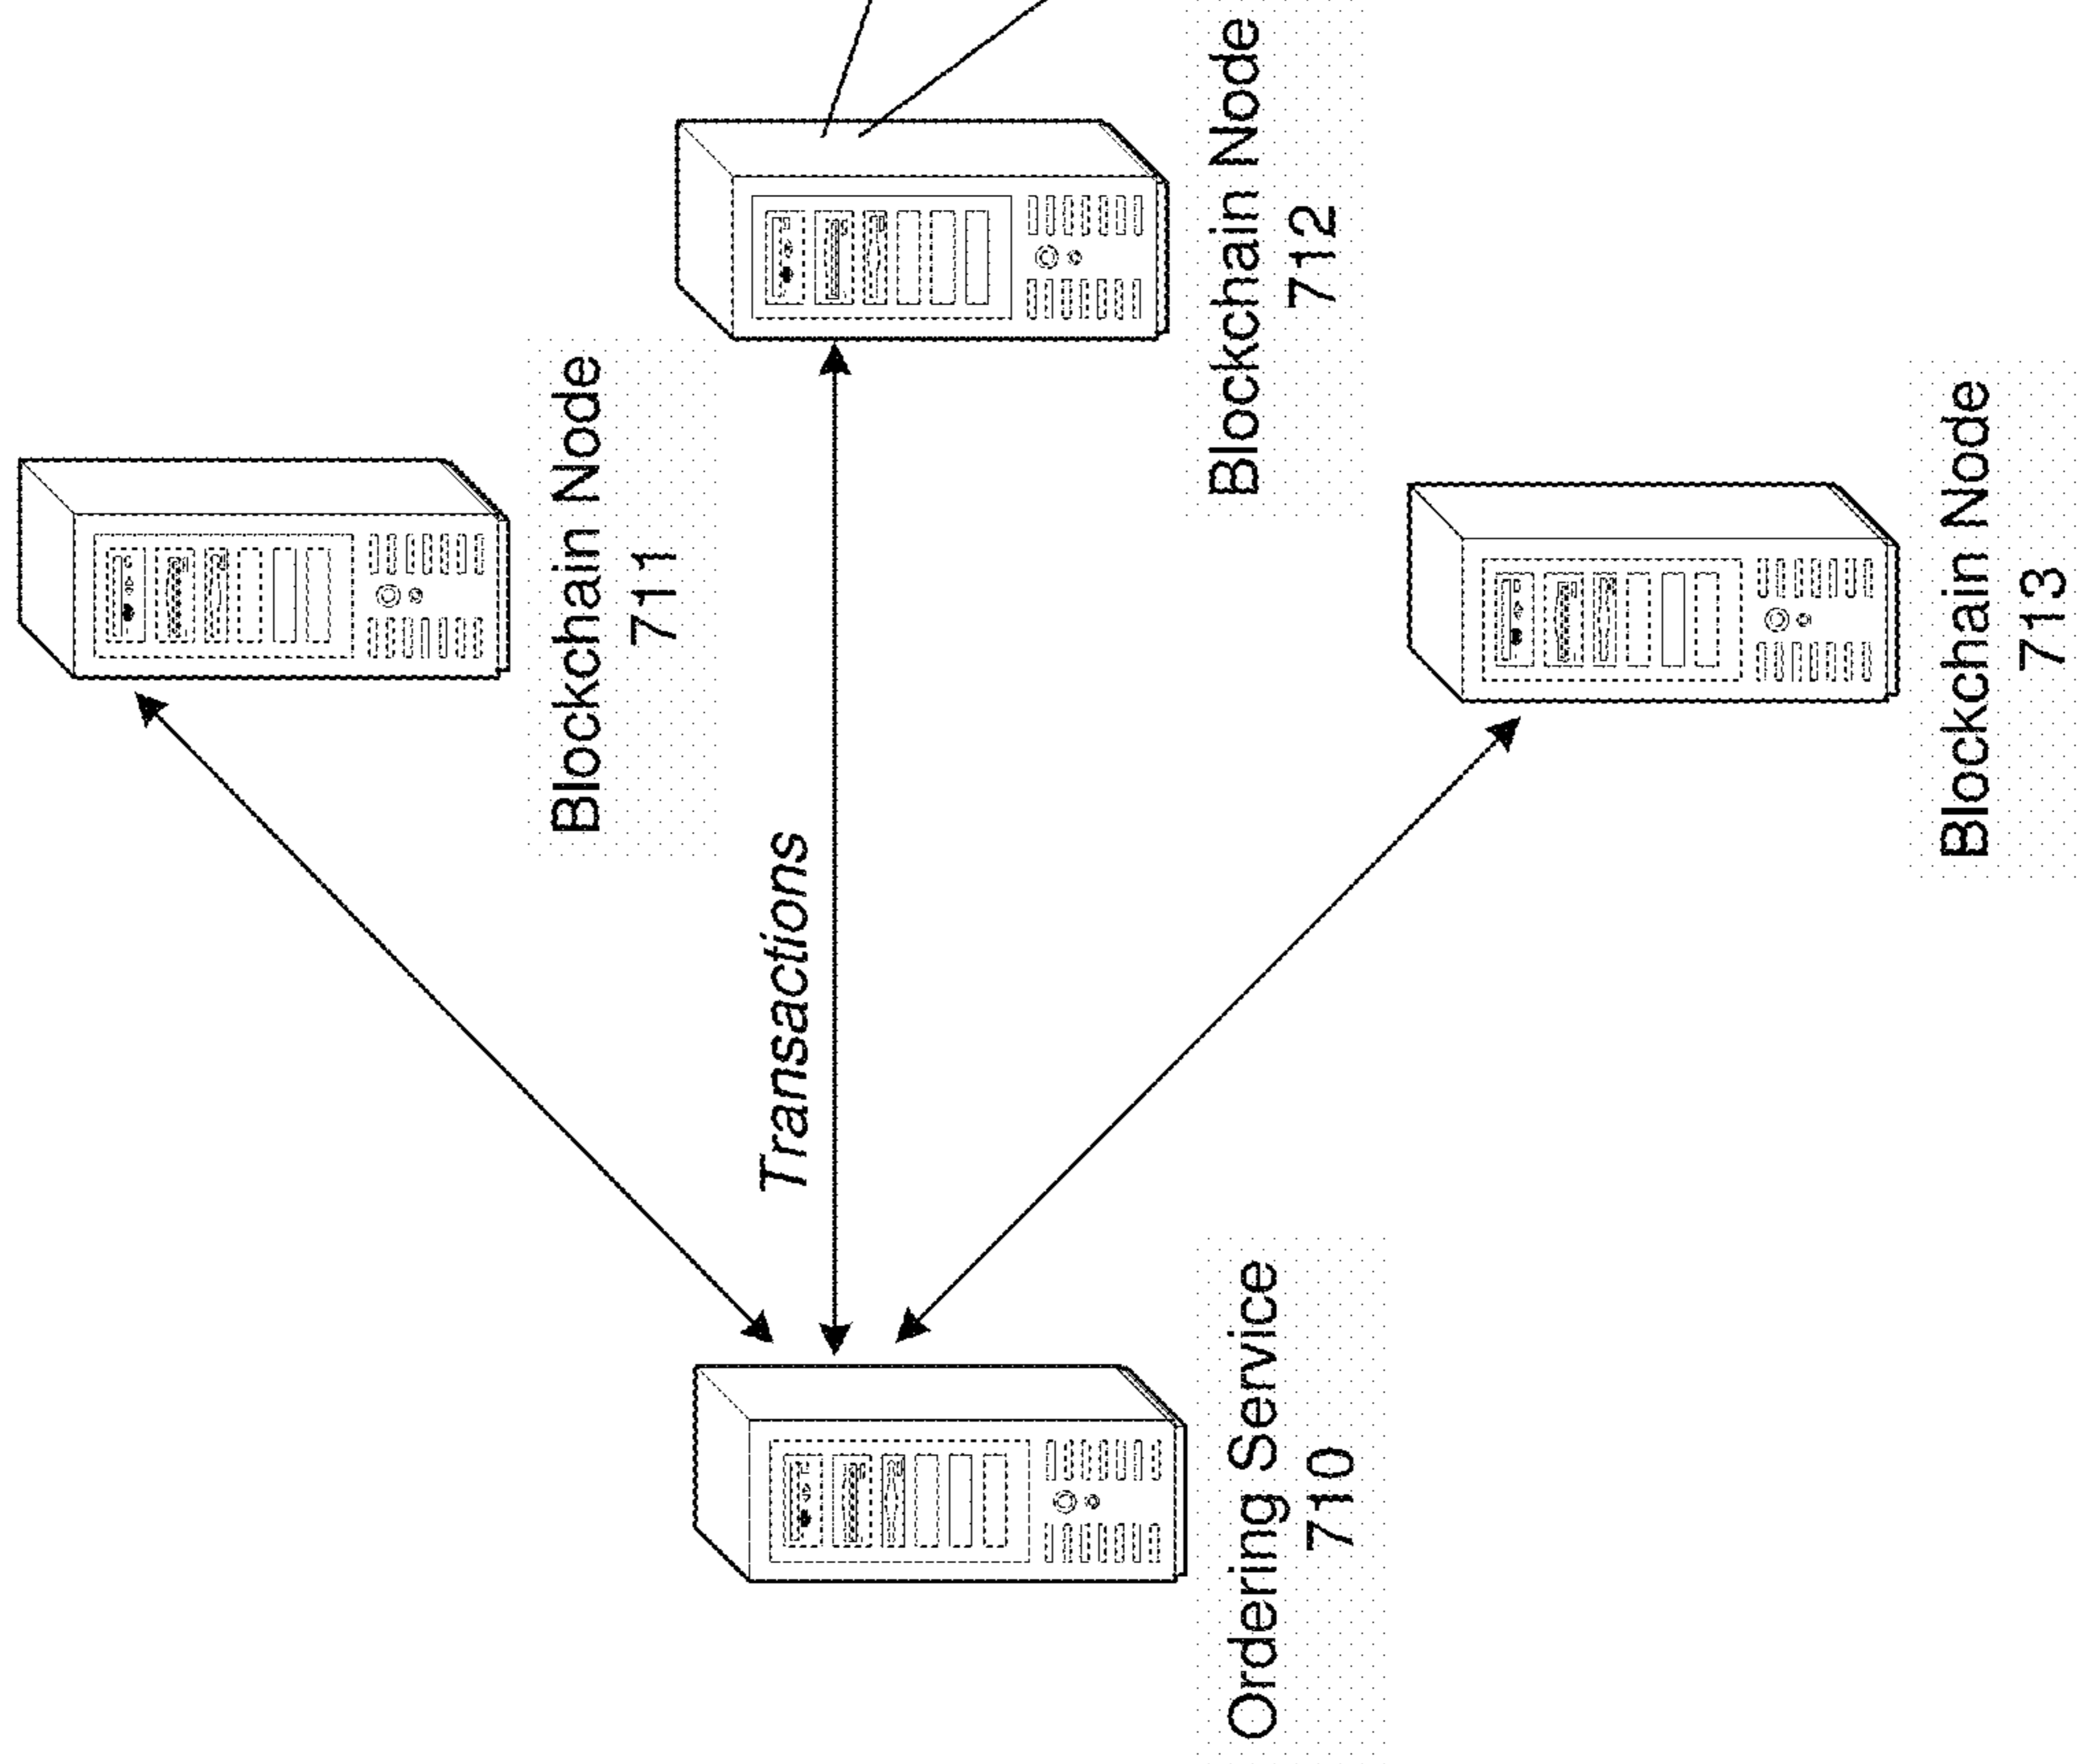 Blockchain Node
711
Transactions
Ordering Service
710
Blockchain Node
712
Blockchain Node
713